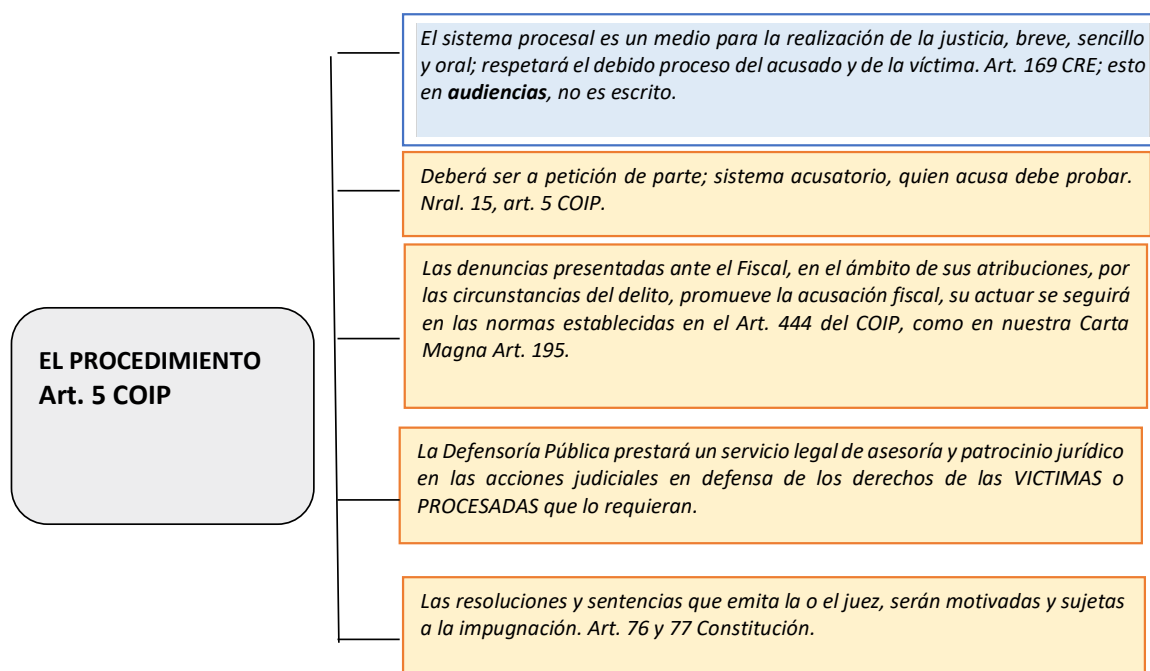 El sistema procesal es un medio para la realización de la justicia, breve, sencillo
y oral; respetará el debido proceso del acusado y de la víctima. Art. 169 CRE; esto
en audiencias, no es escrito.
Deberá ser a petición de parte; sistema acusatorio, quien acusa debe probar.
Nral. 15, art. 5 COIP.
Las denuncias presentadas ante el Fiscal, en el ámbito de sus atribuciones, por
las circunstancias del delito, promueve la acusación fiscal, su actuar se seguirá
en las normas establecidas en el Art. 444 del COIP, como en nuestra Carta
Magna Art. 195.
EL PROCEDIMIENTO
Art. 5 COIP
La Defensoría Pública prestará un servicio legal de asesoría y patrocinio jurídico
en las acciones judiciales en defensa de los derechos de las VICTIMAS o
PROCESADAS que lo requieran.
Las resoluciones y sentencias que emita la o el juez, serán motivadas y sujetas
a la impugnación. Art. 76 y 77 Constitución.